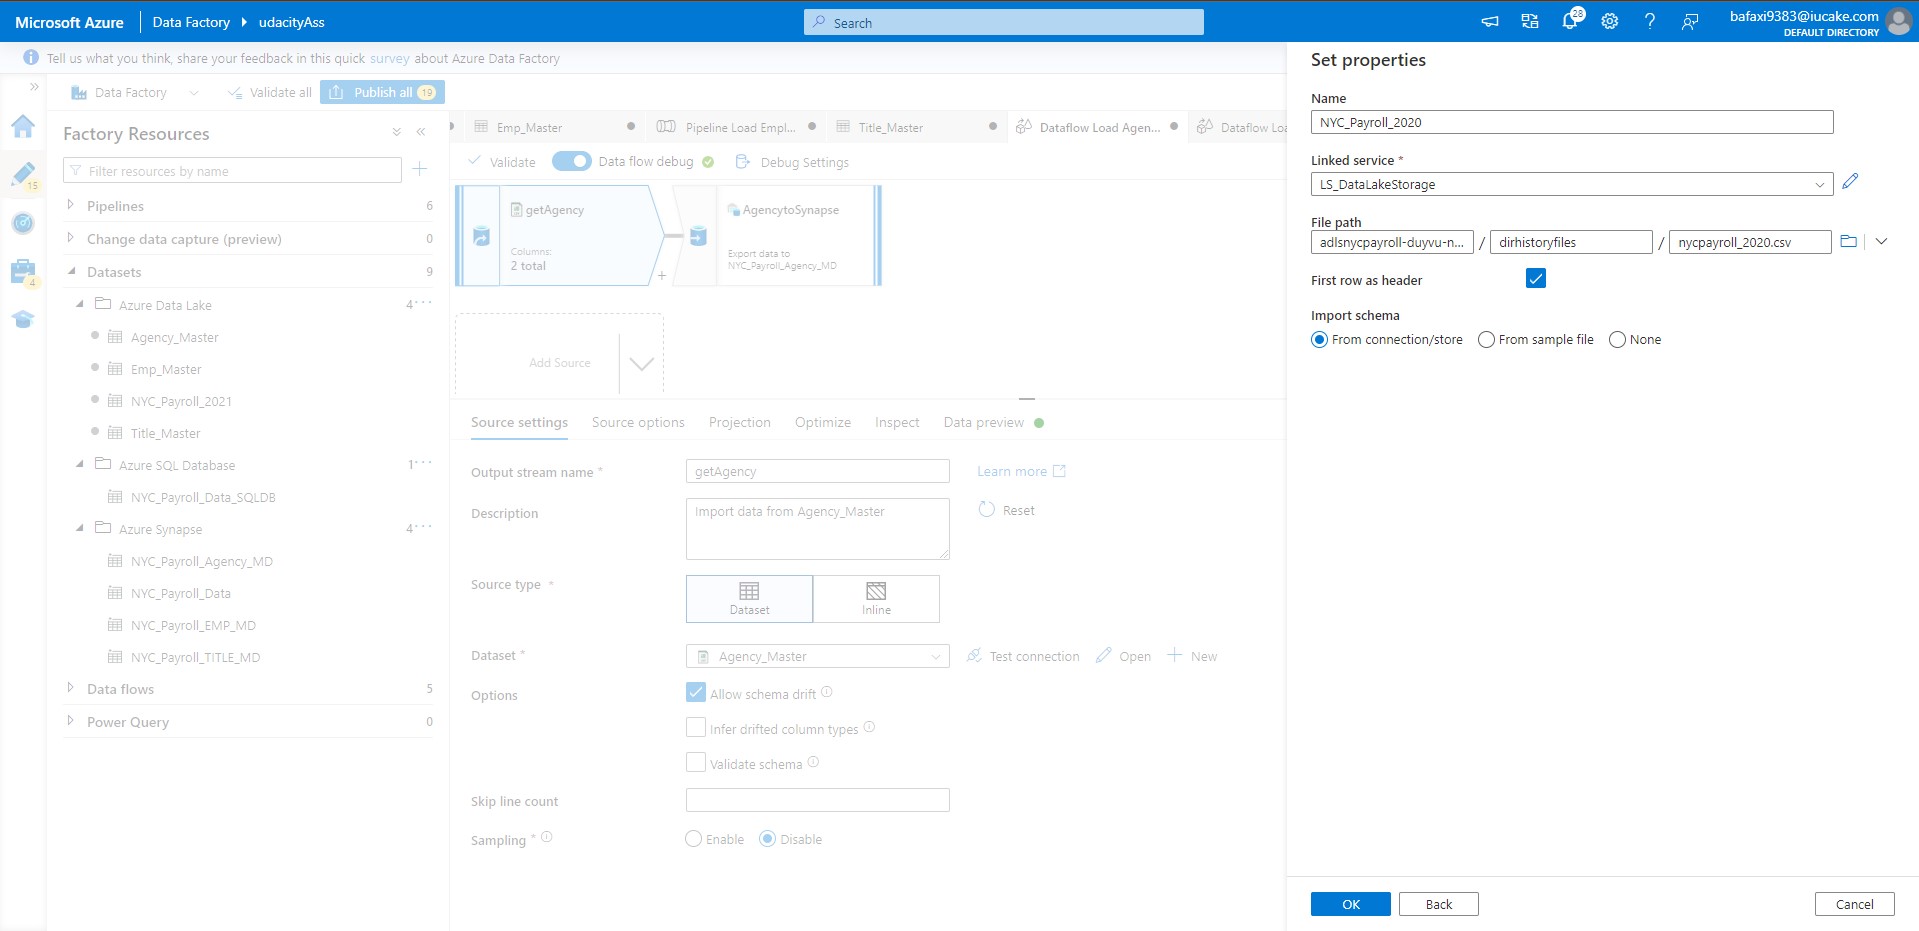 Microsoft Azure
Data Factory
udacityAss
Search
28
bafaxi9383@iucake.com
DEFAULT DIRECTORY
Tell us what you think, share your feedback in this quick survey about Azure Data Factory
Data Factory
Validate all
Publish all
19
15
4
Factory Resources
Filter resources by name
Pipelines
6
Change data capture (preview)
0
Datasets
9
Azure Data Lake
4
Agency_Master
Emp_Master
NYC_Payroll_2021
Title_Master
Azure SQL Database
1
NYC_Payroll_Data_SQLDB
Azure Synapse
4
NYC_Payroll_Agency_MD
NYC_Payroll_Data
NYC_Payroll_EMP_MD
NYC_Payroll_TITLE_MD
Data flows
5
Power Query
0
Emp_Master
Pipeline Load Empl...
Title_Master
Dataflow Load Agen...
Dataflow Loa
Validate
Data flow debug
Debug Settings
getAgency
Columns:
2 total
+
AgencytoSynapse
Export data to
NYC_Payroll_Agency_MD
Add Source
Source settings
Source options
Projection
Optimize
Inspect
Data preview
Output stream name *
getAgency
Learn more
Description
Import data from Agency_Master
Reset
Source type *
Dataset
Inline
Dataset *
Agency_Master
Test connection
Open
New
Options
Allow schema drift
Infer drifted column types
Validate schema
Skip line count
Sampling *
Enable
Disable
Set properties
Name
NYC_Payroll_2020
Linked service *
LS_DataLakeStorage
File path
adlsnycpayroll-duyvu-n... / dirhistoryfiles / nycpayroll_2020.csv
First row as header
Import schema
From connection/store
From sample file
None
OK
Back
Cancel